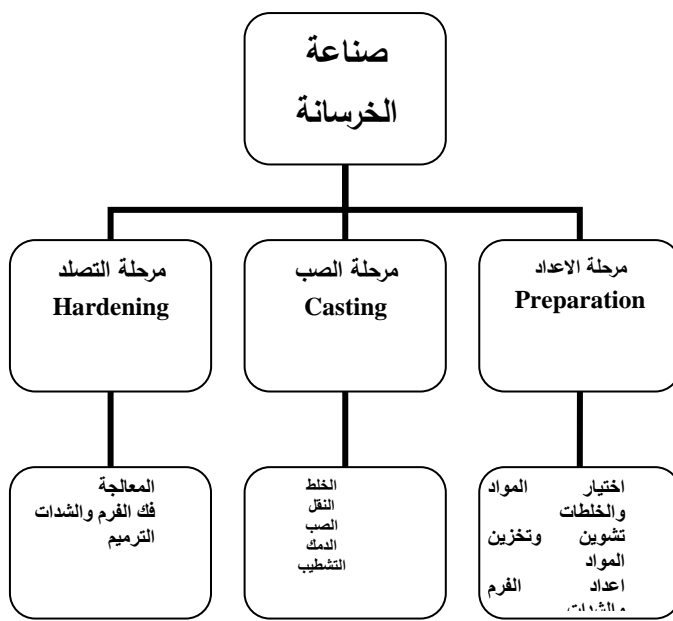 صناعة
الخرسانة
مرحلة الاعداد
Preparation
مرحلة الصب
Casting
مرحلة التصلد
Hardening
اختيار المواد
والخلطات
تشوين وتخزين
المواد
اعداد الفرم
والشدات
الخلط
النقل
الصب
الدمك
التشطيب
المعالجة
فك الفرم والشدات
الترميم